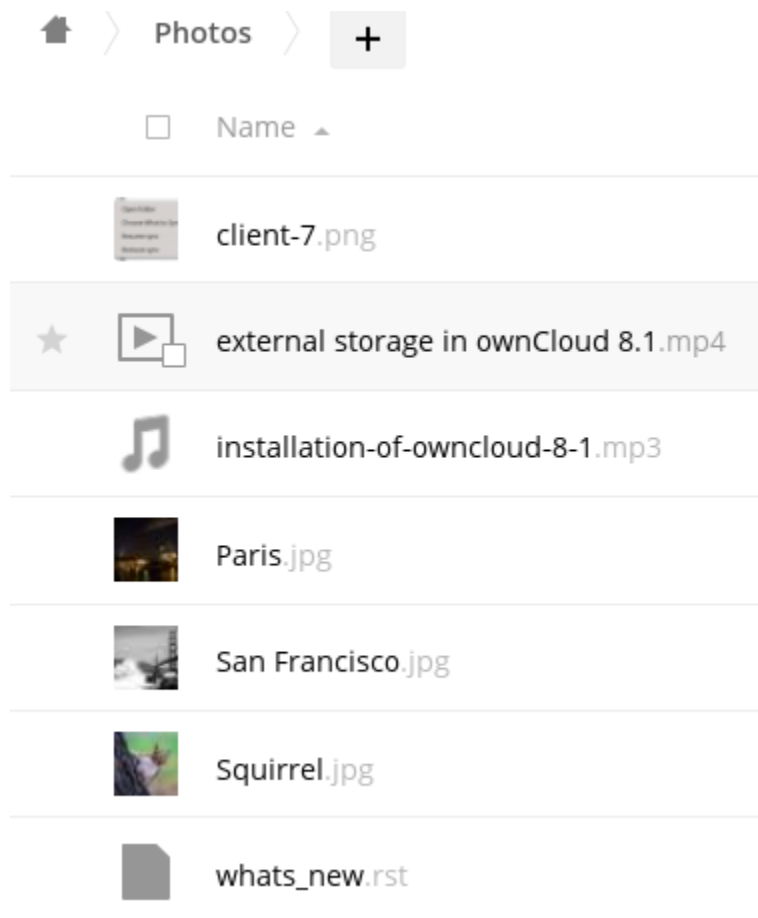 Photos
+
Name
client-7.png
external storage in ownCloud 8.1.mp4
installation-of-owncloud-8-1.mp3
Paris.jpg
San Francisco.jpg
Squirrel.jpg
whats_new.rst